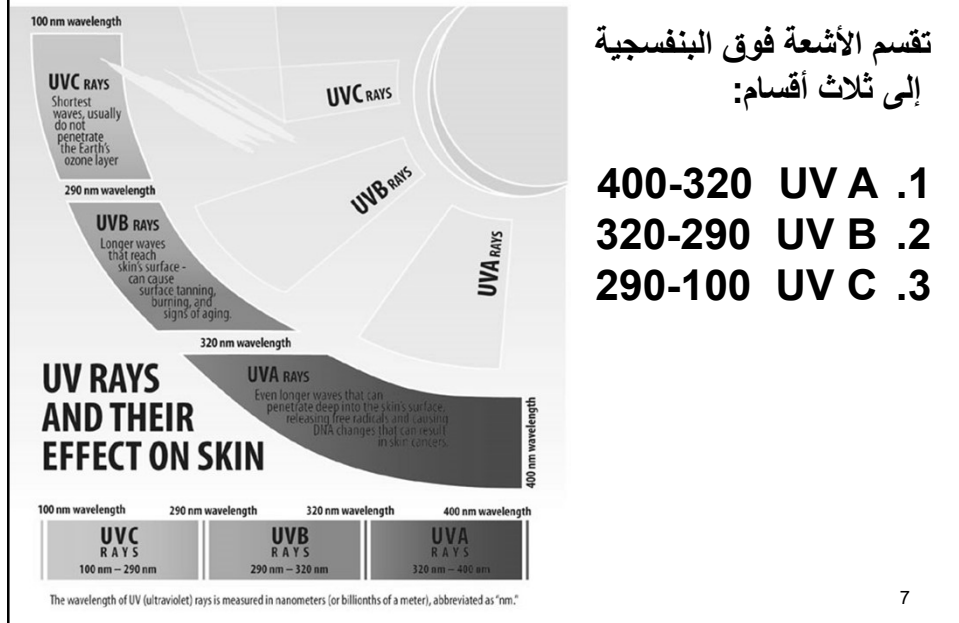 تقسم الأشعة فوق البنفسجية
إلى ثلاث أقسام:
1. UV A 400-320
2. UV B 320-290
3. UV C 290-100
100 nm wavelength
UVC RAYS
Shortest
waves, usually
do not
penetrate
the Earth's
ozone layer
290 nm wavelength
UVB RAYS
Longer waves
that reach
skin's surface -
can cause
surface tanning,
burning, and
signs of aging.
320 nm wavelength
UVA RAYS
Even longer waves that can
penetrate deep into the skin's surface,
releasing free radicals and causing
DNA changes that can result
in skin cancers.
400 nm wavelength
UVC RAYS
UVB RAYS
UVA RAYS
UV RAYS
AND THEIR
EFFECT ON SKIN
100 nm wavelength 290 nm wavelength 320 nm wavelength 400 nm wavelength
UVC UVB UVA
RAYS RAYS RAYS
100 nm – 290 nm 290 nm – 320 nm 320 nm – 400 nm
The wavelength of UV (ultraviolet) rays is measured in nanometers (or billionths of a meter), abbreviated as "nm."
7